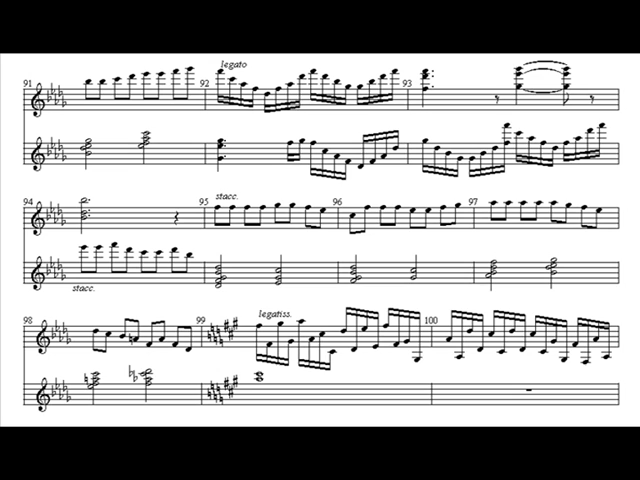 legato
91 92 93
94 stacc. 95 96 97
stacc.
98 99 legatiss. 100